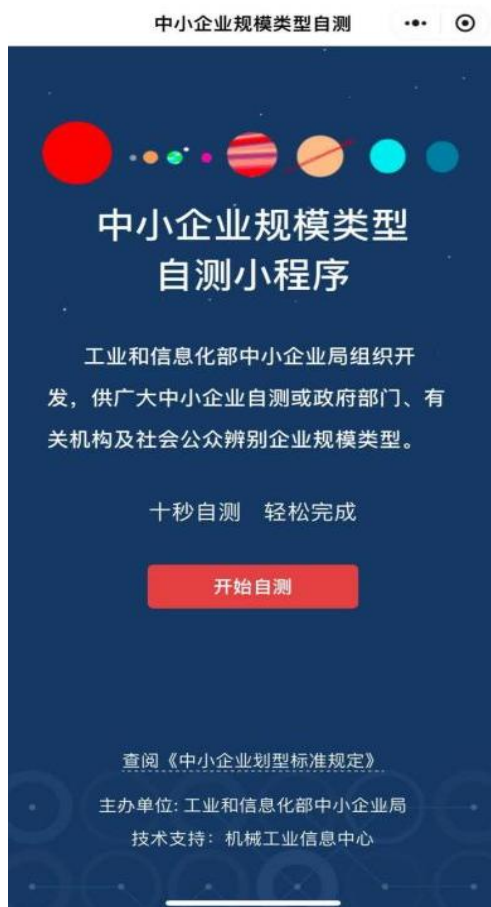 中小企业规模类型自测
中小企业规模类型
自测小程序
工业和信息化部中小企业局组织开
发，供广大中小企业自测或政府部门、有
关机构及社会公众辨别企业规模类型。
十秒自测 轻松完成
开始自测
查阅《中小企业划型标准规定》
主办单位：工业和信息化部中小企业局
技术支持：机械工业信息中心